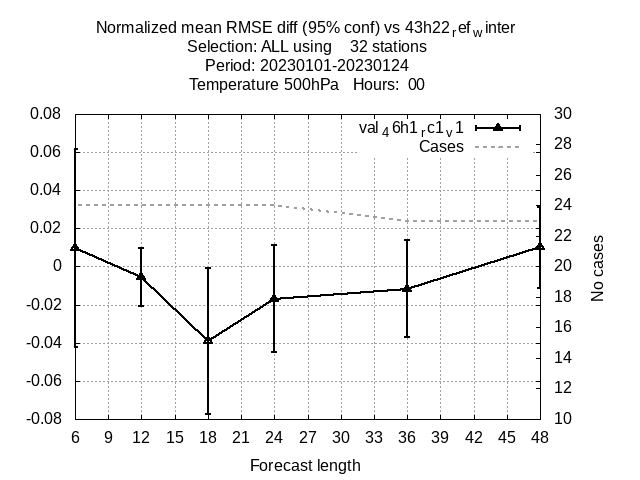 Normalized mean RMSE diff (95% conf) vs 43h22ref winter
Selection: ALL using 32 stations
Period: 20230101-20230124
Temperature 500hPa Hours: 00
val46h1rc1v1
Cases
0.08
0.06
0.04
0.02
0
-0.02
-0.04
-0.06
-0.08
30
28
26
24
22
20
18
16
14
12
10
No cases
6 9 12 15 18 21 24 27 30 33 36 39 42 45 48
Forecast length